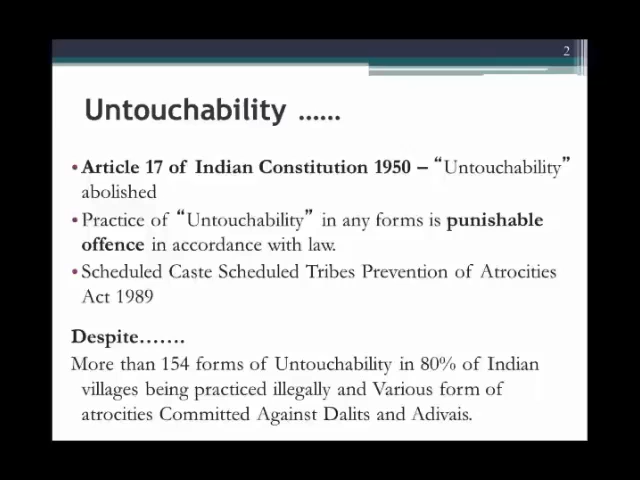 2
Untouchability ......
•Article 17 of Indian Constitution 1950 – “Untouchability”
abolished
•Practice of “Untouchability” in any forms is punishable
offence in accordance with law.
•Scheduled Caste Scheduled Tribes Prevention of Atrocities
Act 1989
Despite…….
More than 154 forms of Untouchability in 80% of Indian
villages being practiced illegally and Various form of
atrocities Committed Against Dalits and Adivais.